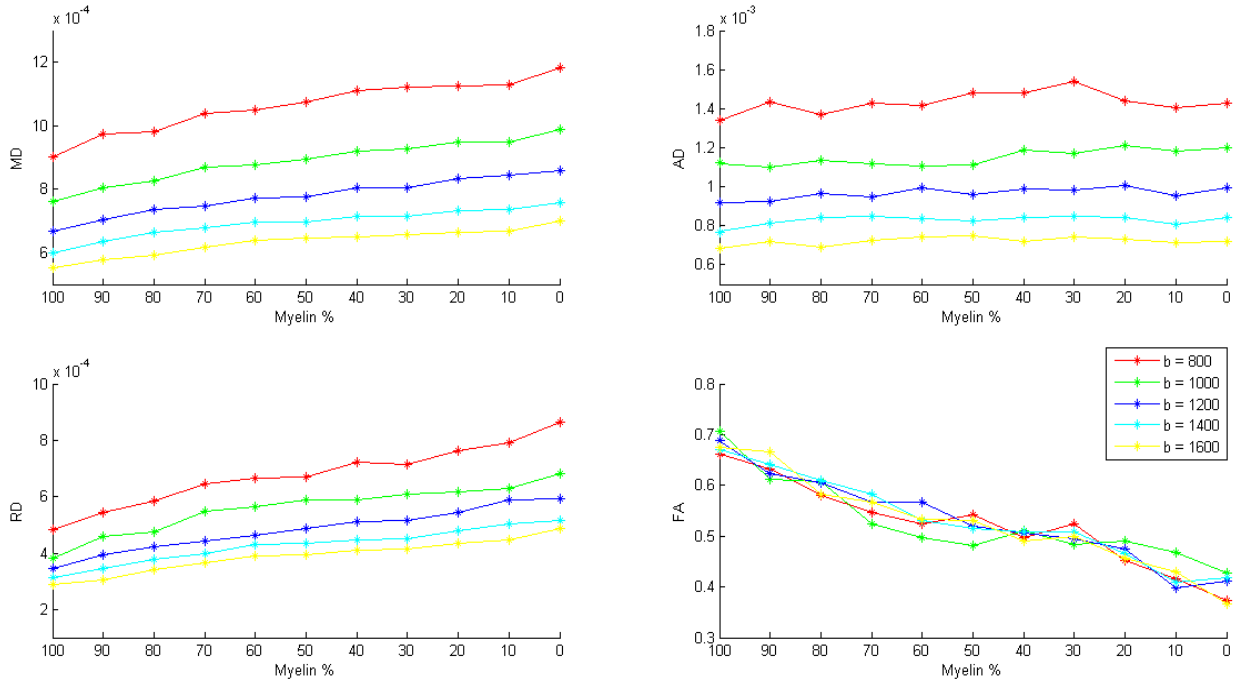 x 10⁻⁴
12
10
8
6
MD
100 90 80 70 60 50 40 30 20 10 0
Myelin %
x 10⁻³
1.8
1.6
1.4
1.2
1
0.8
0.6
AD
100 90 80 70 60 50 40 30 20 10 0
Myelin %
x 10⁻⁴
10
8
6
4
2
RD
100 90 80 70 60 50 40 30 20 10 0
Myelin %
b = 800
b = 1000
b = 1200
b = 1400
b = 1600
0.8
0.7
0.6
0.5
0.4
0.3
FA
100 90 80 70 60 50 40 30 20 10 0
Myelin %